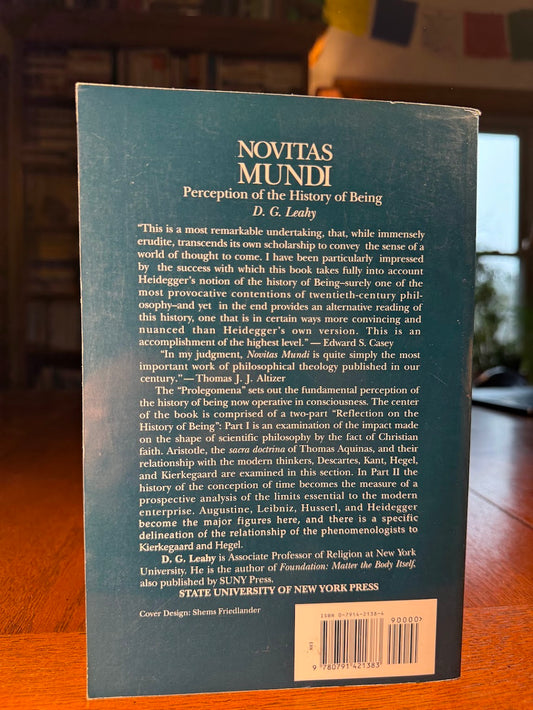 NOVITAS
MUNDI
Perception of the History of Being
D. G. Leahy
“This is a most remarkable undertaking, that, while immensely
erudite, transcends its own scholarship to convey the sense of a
world of thought to come. I have been particularly impressed
by the success with which this book takes fully into account
Heidegger’s notion of the history of Being–surely one of the
most provocative contentions of twentieth-century phil-
osophy–and yet in the end provides an alternative reading of
this history, one that is in certain ways more convincing and
nuanced than Heidegger’s own version. This is an
accomplishment of the highest level.” — Edward S. Casey
“In my judgment, Novitas Mundi is quite simply the most
important work of philosophical theology published in our
century.” — Thomas J. J. Altizer
The “Prolegomena” sets out the fundamental perception of
the history of being now operative in consciousness. The center
of the book is comprised of a two-part “Reflection on the
History of Being”: Part I is an examination of the impact made
on the shape of scientific philosophy by the fact of Christian
faith. Aristotle, the sacra doctrina of Thomas Aquinas, and their
relationship with the modern thinkers, Descartes, Kant, Hegel,
and Kierkegaard are examined in this section. In Part II the
history of the conception of time becomes the measure of a
prospective analysis of the limits essential to the modern
enterprise. Augustine, Leibniz, Husserl, and Heidegger
become the major figures here, and there is a specific
delineation of the relationship of the phenomenologists to
Kierkegaard and Hegel.
D. G. Leahy is Associate Professor of Religion at New York
University. He is the author of Foundation: Matter the Body Itself,
also published by SUNY Press.
STATE UNIVERSITY OF NEW YORK PRESS
Cover Design: Shems Friedlander
ISBN 0-7914-2138-4
90000>
9 780791 421383